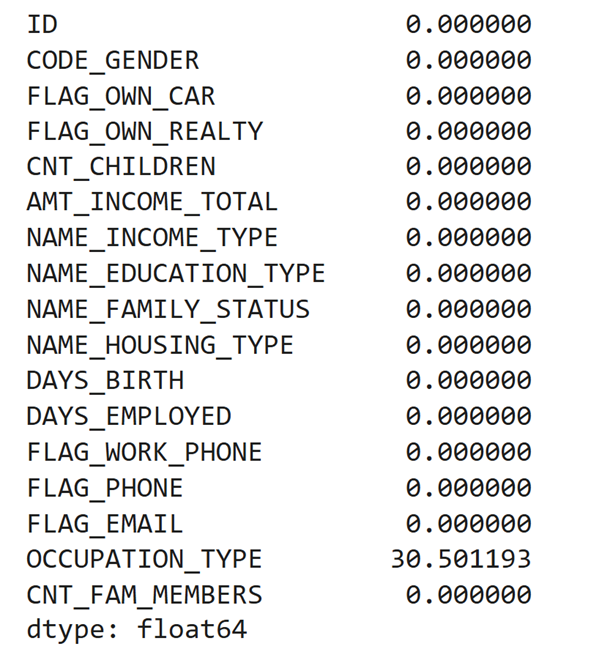 ID 0.000000
CODE_GENDER 0.000000
FLAG_OWN_CAR 0.000000
FLAG_OWN_REALTY 0.000000
CNT_CHILDREN 0.000000
AMT_INCOME_TOTAL 0.000000
NAME_INCOME_TYPE 0.000000
NAME_EDUCATION_TYPE 0.000000
NAME_FAMILY_STATUS 0.000000
NAME_HOUSING_TYPE 0.000000
DAYS_BIRTH 0.000000
DAYS_EMPLOYED 0.000000
FLAG_WORK_PHONE 0.000000
FLAG_PHONE 0.000000
FLAG_EMAIL 0.000000
OCCUPATION_TYPE 30.501193
CNT_FAM_MEMBERS 0.000000
dtype: float64